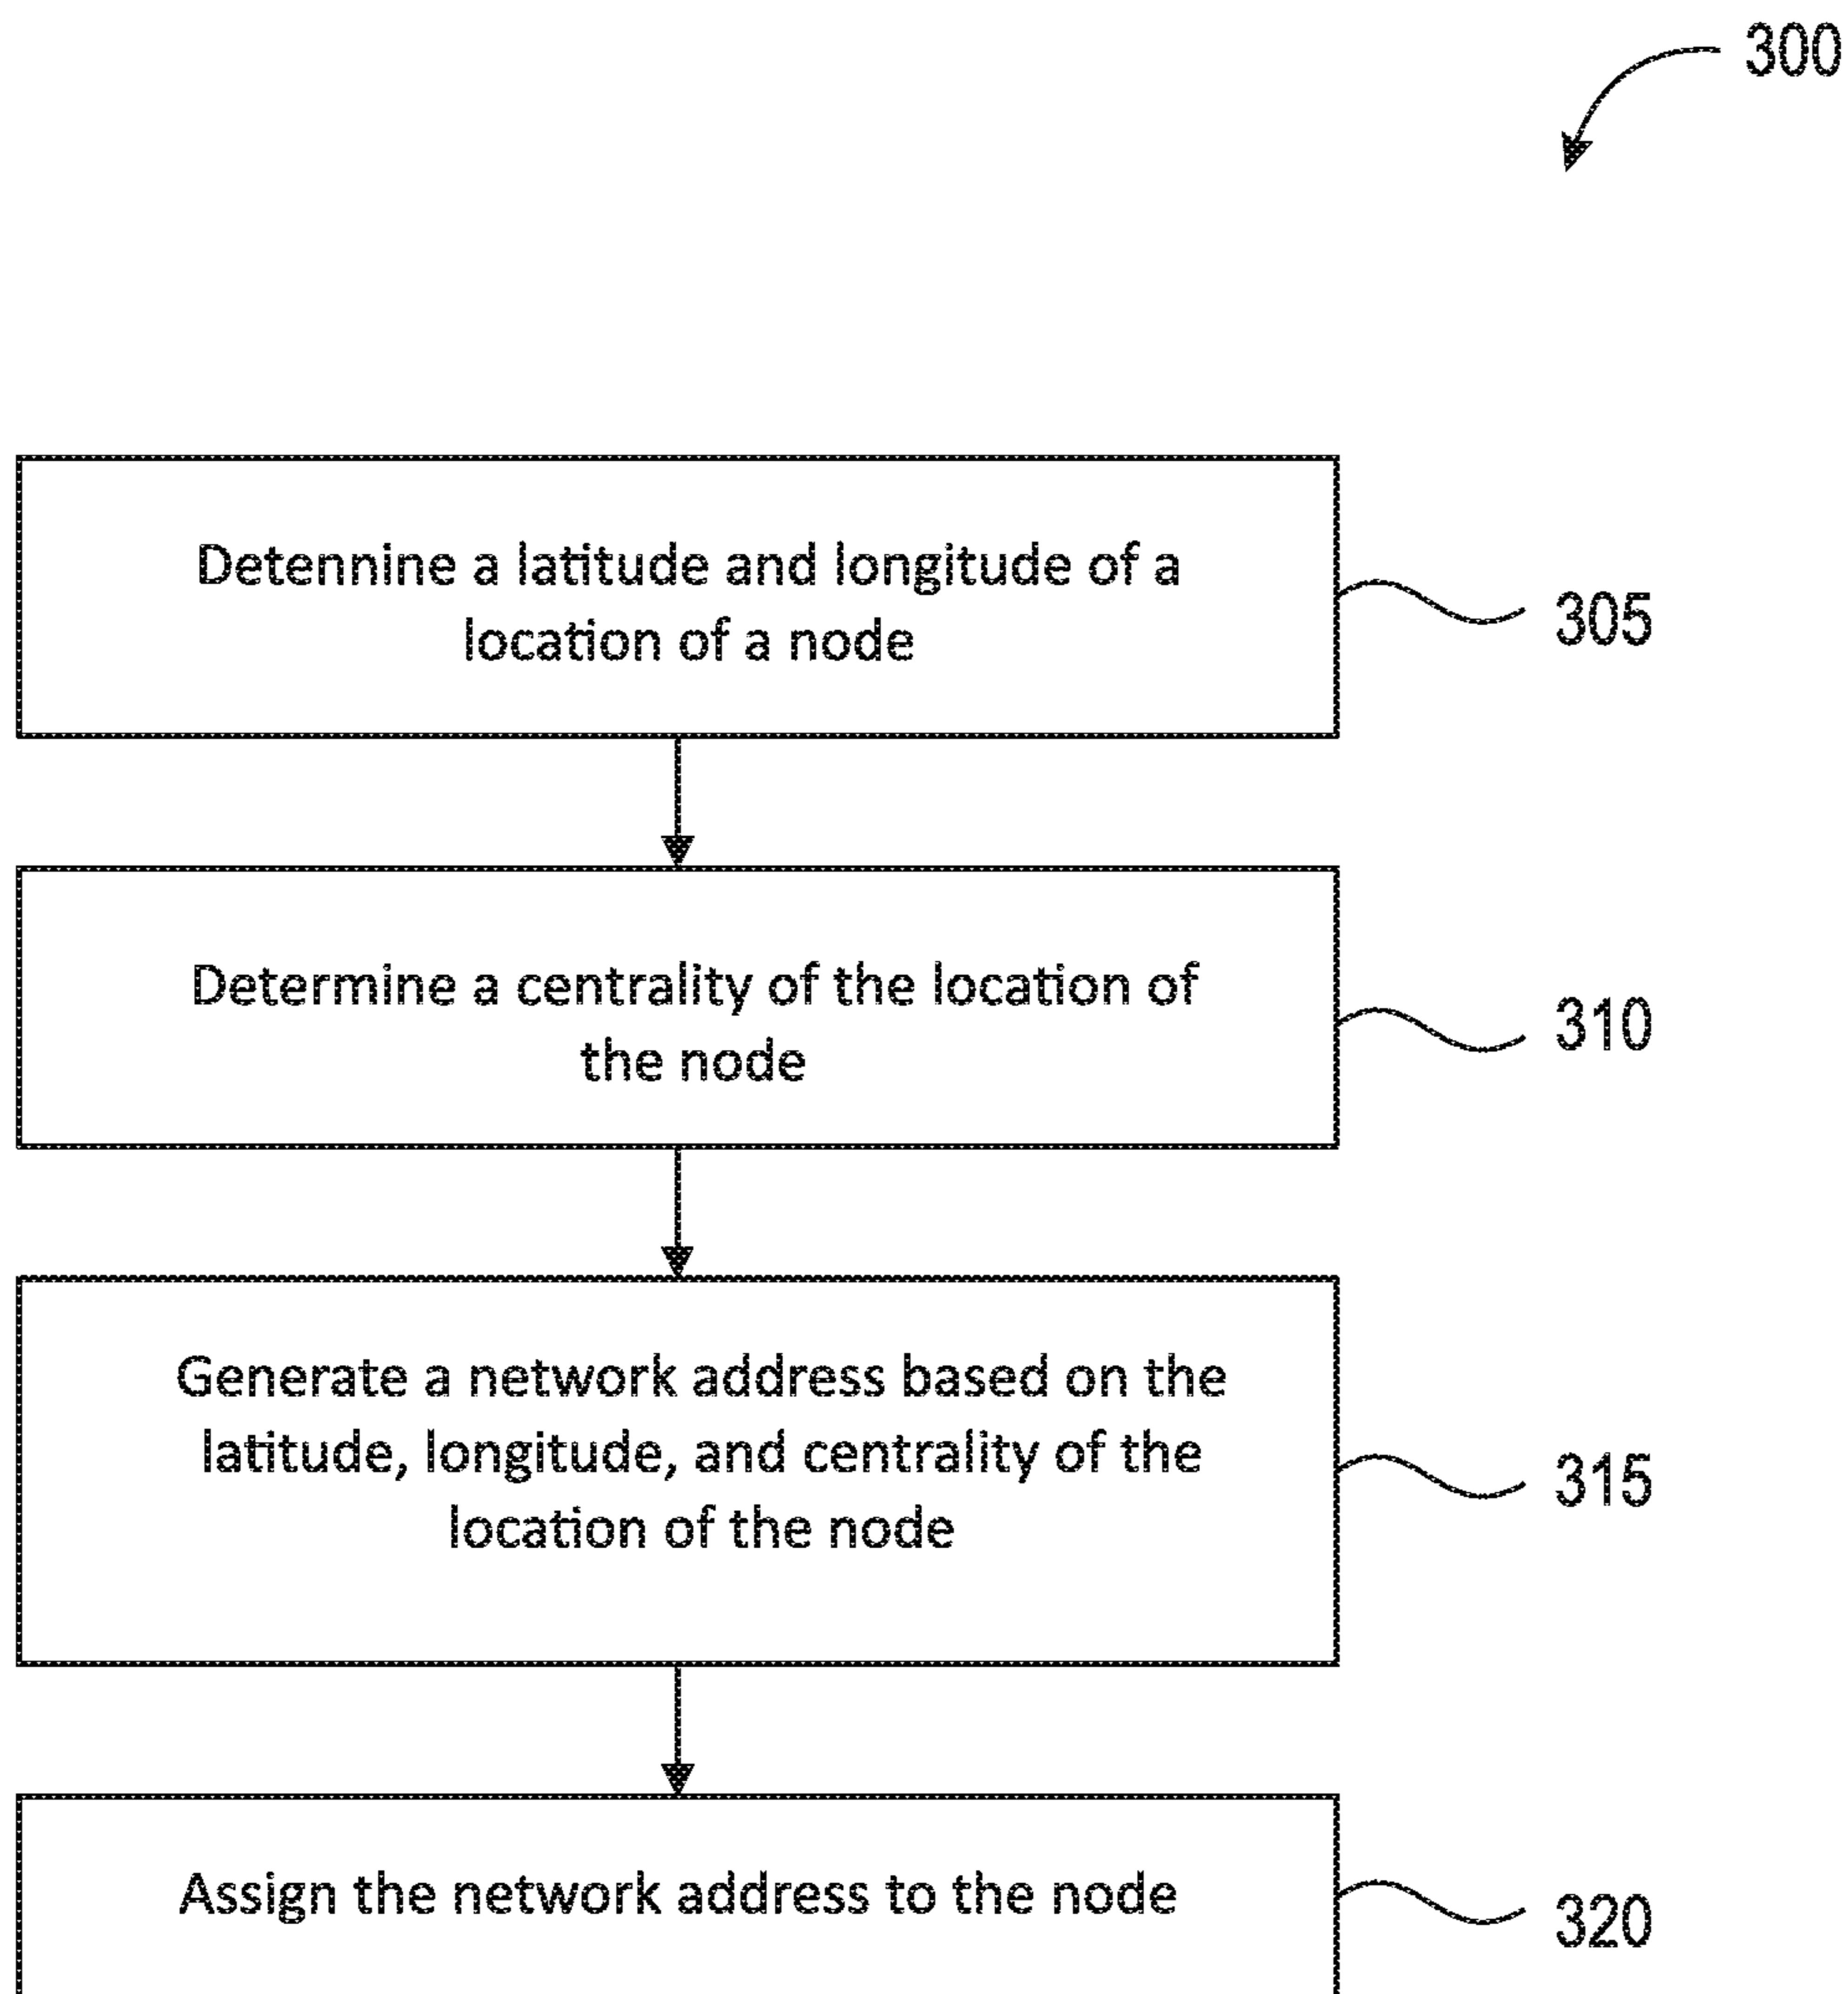 300
Detennine a latitude and longitude of a
location of a node
305
Determine a centrality of the location of
the node
310
Generate a network address based on the
latitude, longitude, and centrality of the
location of the node
315
Assign the network address to the node
320